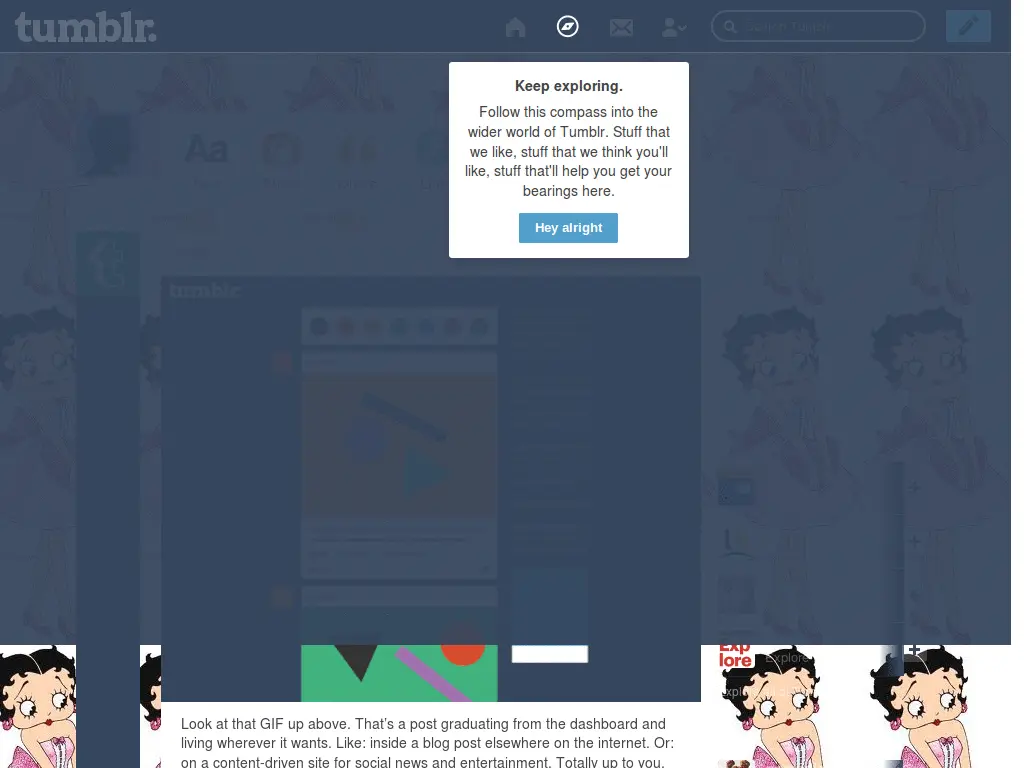 tumblr.
Search Tumblr
Keep exploring.
Follow this compass into the
wider world of Tumblr. Stuff that
we like, stuff that we think you'll
like, stuff that'll help you get your
bearings here.
Hey alright
Aa
tumblr.
Exp
lore
Explore
Look at that GIF up above. That's a post graduating from the dashboard and
living wherever it wants. Like: inside a blog post elsewhere on the internet. Or:
on a content-driven site for social news and entertainment. Totally up to you.